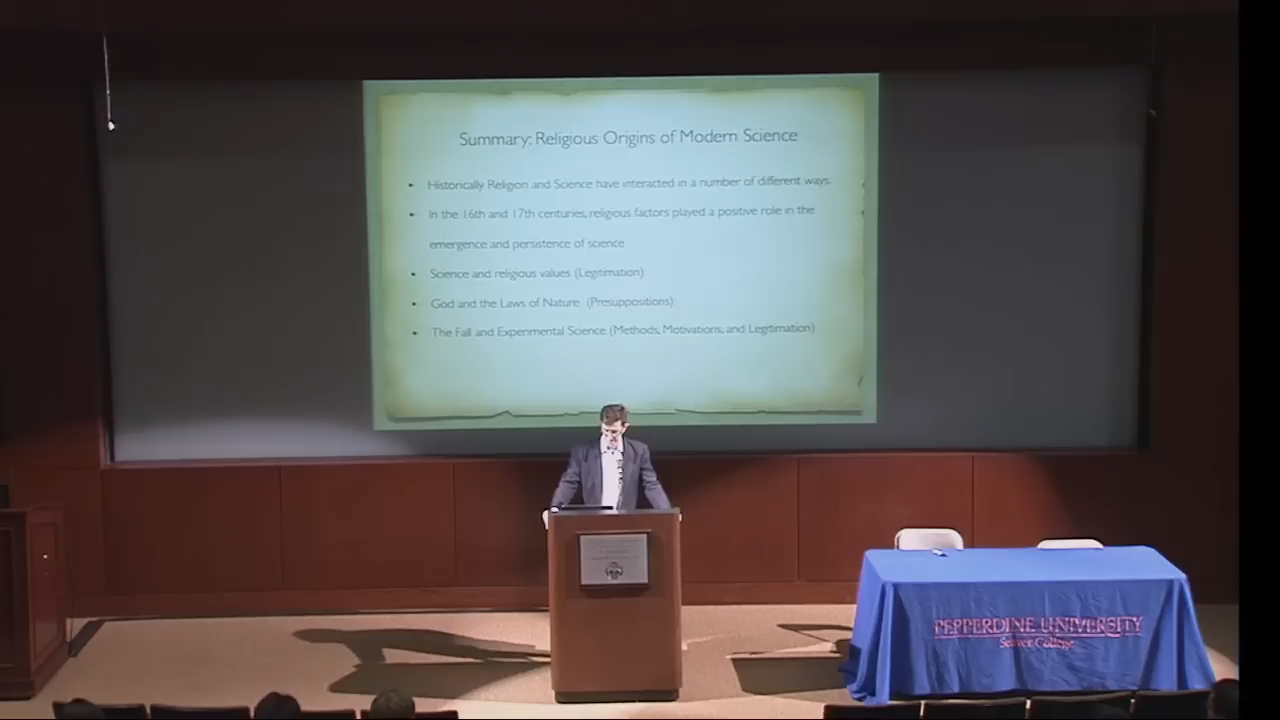 Summary: Religious Origins of Modern Science
• Historically Religion and Science have interacted in a number of different ways.
• In the 16th and 17th centuries, religious factors played a positive role in the
emergence and persistence of science
• Science and religious values (Legitimation)
• God and the Laws of Nature (Presuppositions)
• The Fall and Experimental Science (Methods, Motivations, and Legitimation)
PEPPERDINE UNIVERSITY
Seaver College